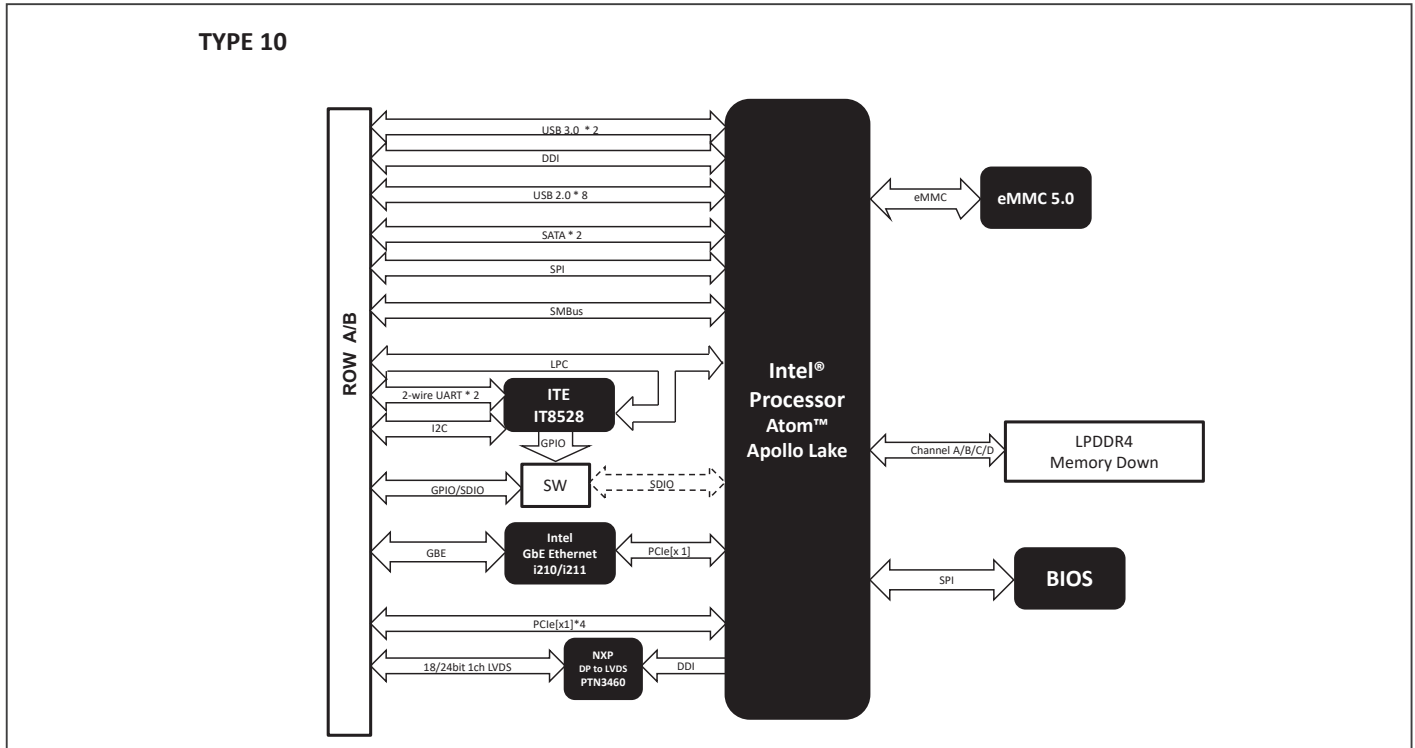 TYPE 10
ROW A/B
USB 3.0 * 2
DDI
USB 2.0 * 8
SATA * 2
SPI
SMBus
LPC
2-wire UART * 2
I2C
ITE
IT8528
GPIO
GPIO/SDIO
SW
SDIO
GBE
Intel
GbE Ethernet
i210/i211
PCIe[x 1]
PCIe[x1]*4
18/24bit 1ch LVDS
NXP
DP to LVDS
PTN3460
DDI
Intel®
Processor
Atom™
Apollo Lake
eMMC
eMMC 5.0
Channel A/B/C/D
LPDDR4
Memory Down
SPI
BIOS